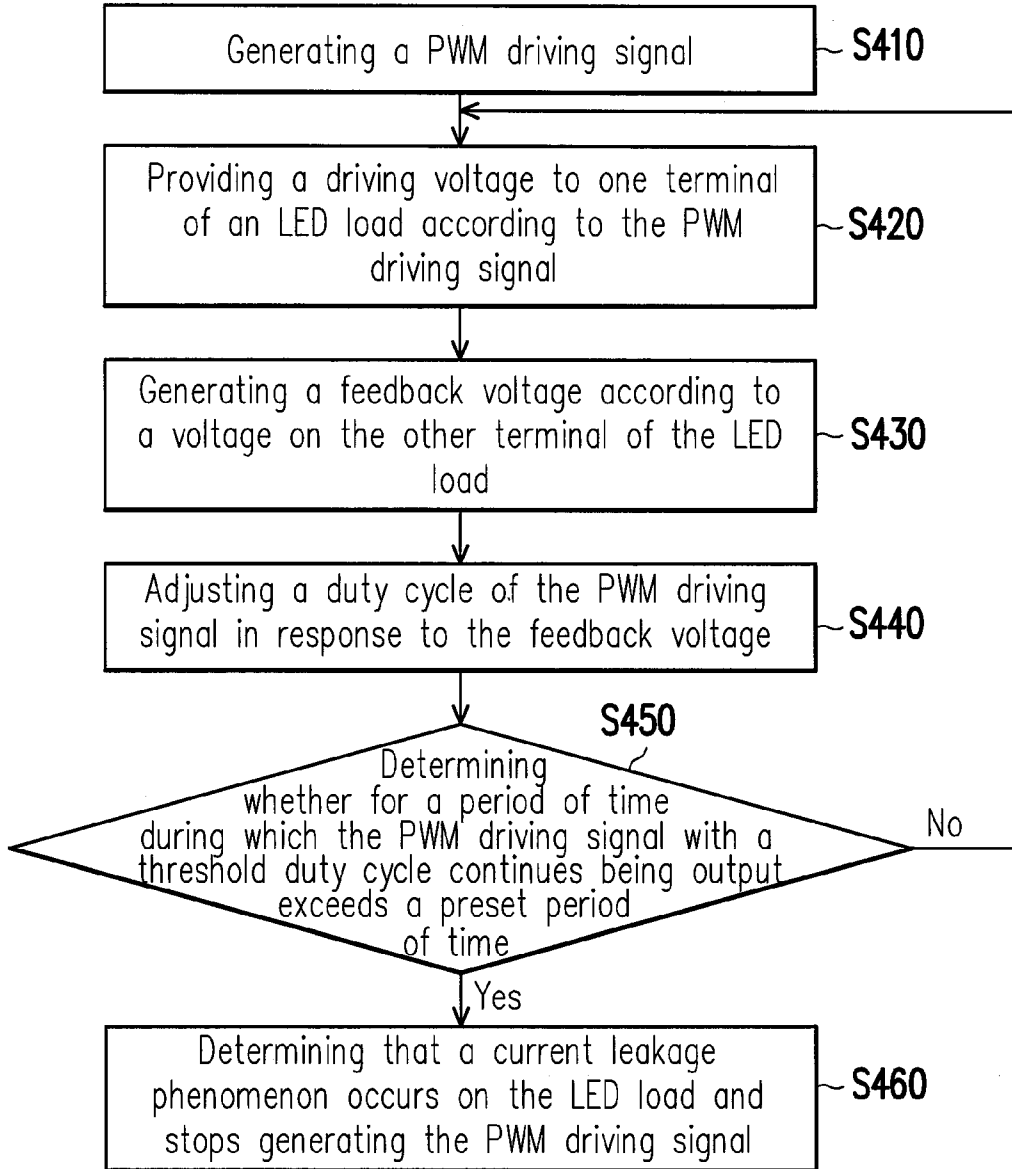 Generating a PWM driving signal
S410
Providing a driving voltage to one terminal
of an LED load according to the PWM
driving signal
S420
Generating a feedback voltage according to
a voltage on the other terminal of the LED
load
S430
Adjusting a duty cycle of the PWM driving
signal in response to the feedback voltage
S440
S450
Determining
whether for a period of time
during which the PWM driving signal with a
threshold duty cycle continues being output
exceeds a preset period
of time
No
Yes
Determining that a current leakage
phenomenon occurs on the LED load and
stops generating the PWM driving signal
S460